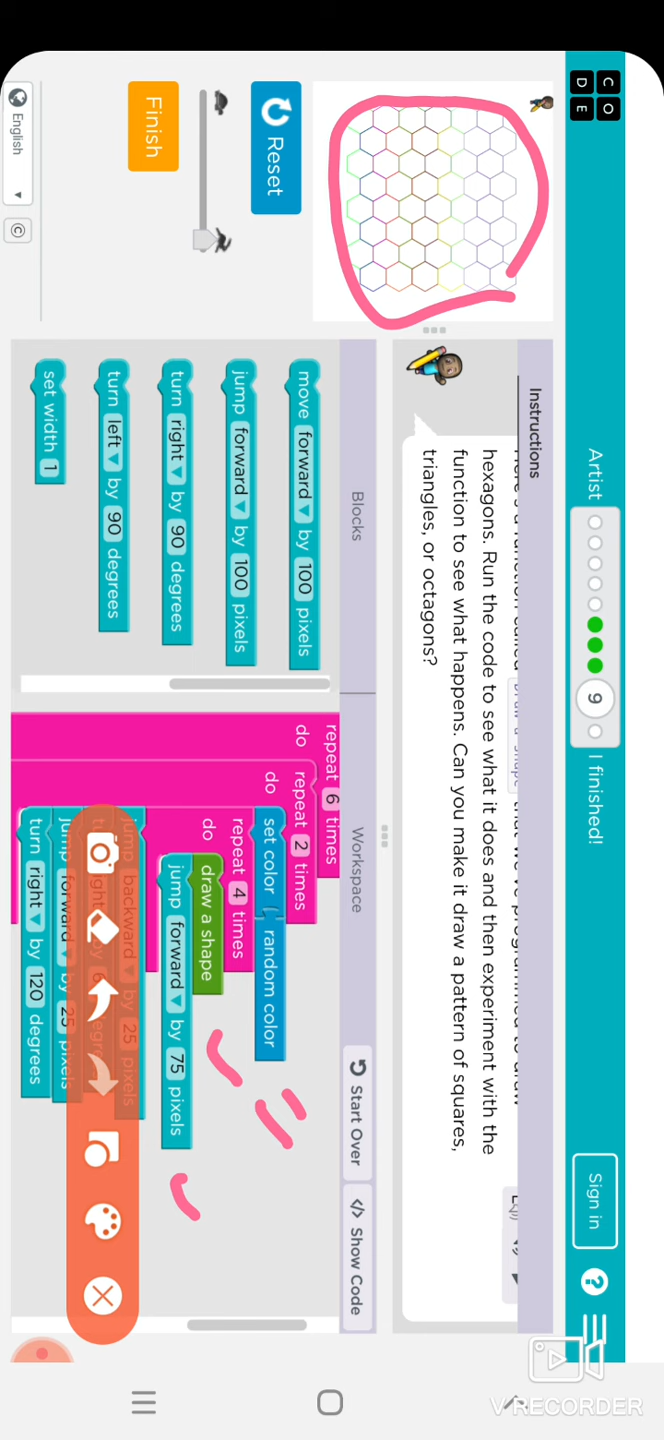 CO
DE
Artist
9
I finished!
Sign in
?
Instructions
hexagons. Run the code to see what it does and then experiment with the
function to see what happens. Can you make it draw a pattern of squares,
triangles, or octagons?
Reset
Finish
English
©
Blocks
move forward by 100 pixels
jump forward by 100 pixels
turn right by 90 degrees
turn left by 90 degrees
set width 1
Workspace
Start Over
</> Show Code
repeat 6 times
do
repeat 2 times
do
set color random color
repeat 4 times
do
draw a shape
jump forward by 75 pixels
jump backward by 25 pixels
jump forward by 25 pixels
turn right by 120 degrees
V RECORDER